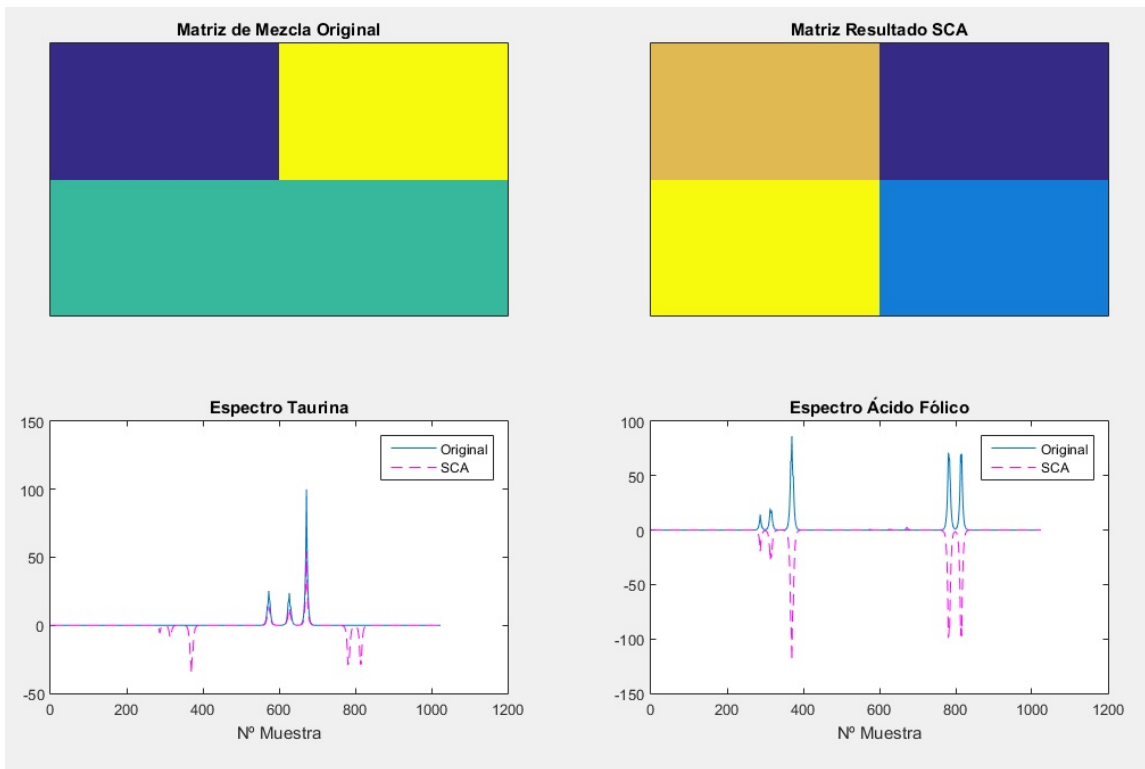 Matriz de Mezcla Original
Matriz Resultado SCA
Espectro Taurina
150
100
50
0
-50
0 200 400 600 800 1000 1200
Nº Muestra
Original
SCA
Espectro Ácido Fólico
100
50
0
-50
-100
-150
0 200 400 600 800 1000 1200
Nº Muestra
Original
SCA